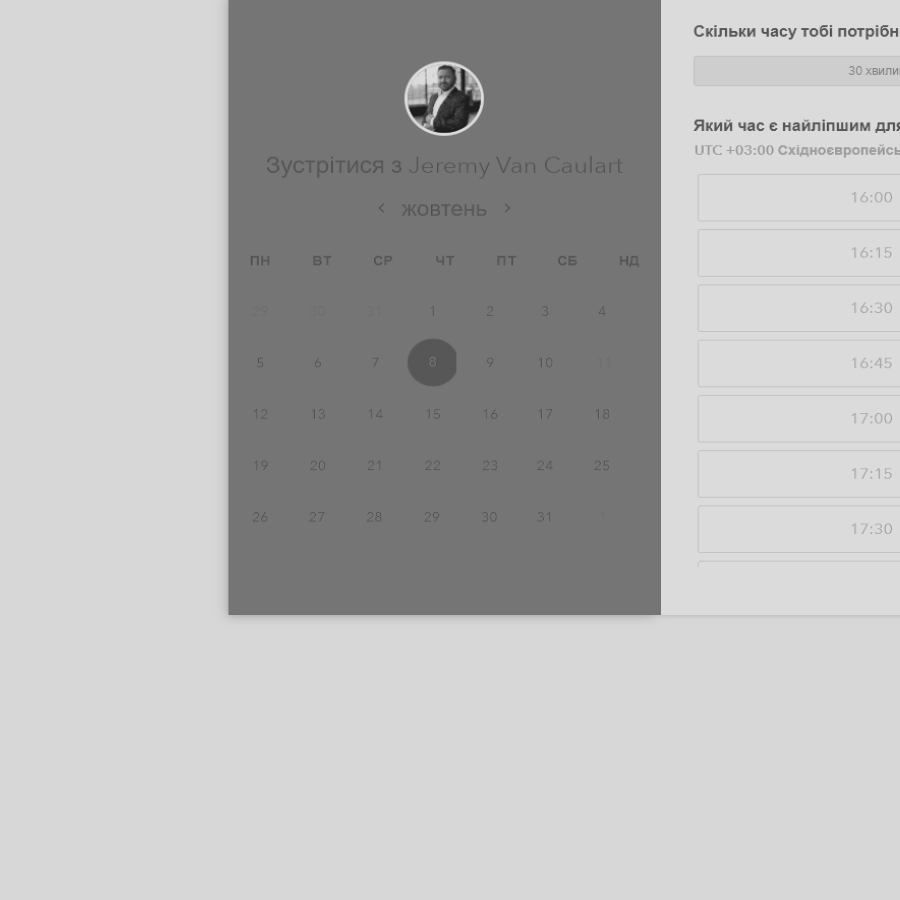 Зустрітися з Jeremy Van Caulart
‹ жовтень ›
ПН ВТ СР ЧТ ПТ СБ НД
29 30 31 1 2 3 4
5 6 7 8 9 10 11
12 13 14 15 16 17 18
19 20 21 22 23 24 25
26 27 28 29 30 31 1
Скільки часу тобі потрібн
30 хвили
Який час є найліпшим для
UTC +03:00 Східноєвропейсь
16:00
16:15
16:30
16:45
17:00
17:15
17:30